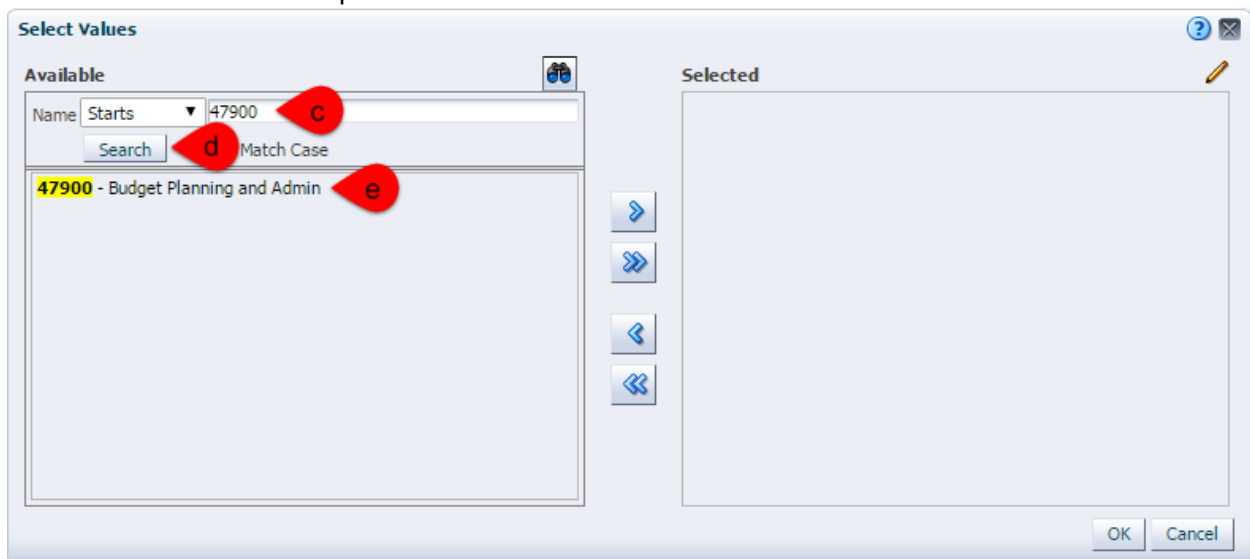 Select Values
?
Available
Selected
Name Starts 47900 c
Search d Match Case
47900 - Budget Planning and Admin e
OK Cancel